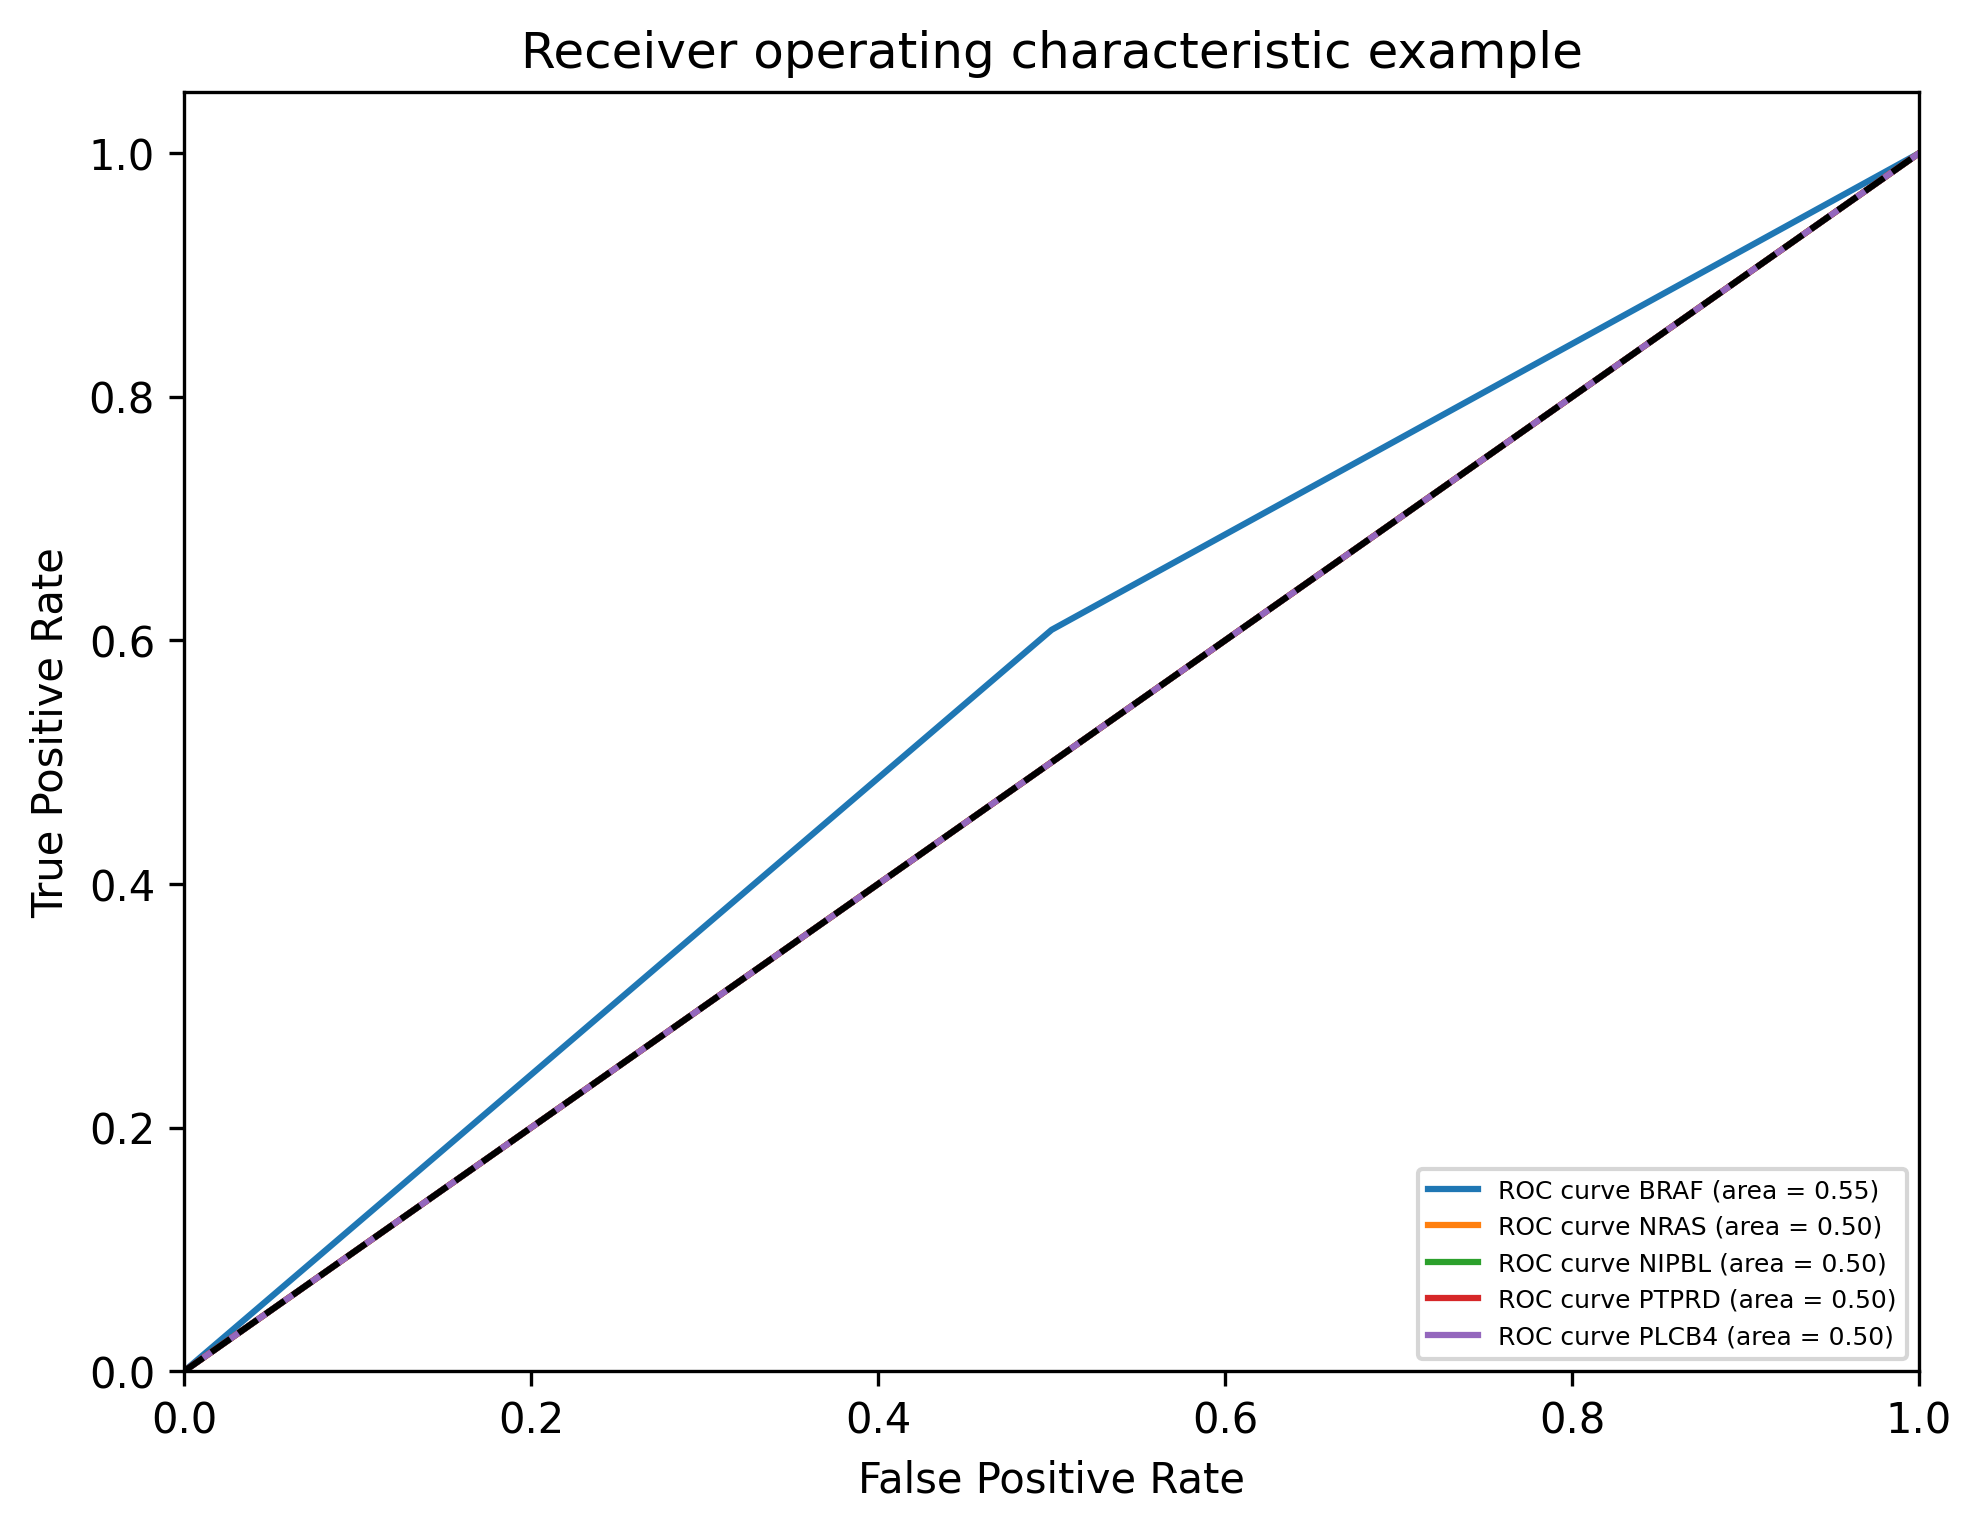 Receiver operating characteristic example
True Positive Rate
1.0
0.8
0.6
0.4
0.2
0.0
ROC curve BRAF (area = 0.55)
ROC curve NRAS (area = 0.50)
ROC curve NIPBL (area = 0.50)
ROC curve PTPRD (area = 0.50)
ROC curve PLCB4 (area = 0.50)
0.0 0.2 0.4 0.6 0.8 1.0
False Positive Rate